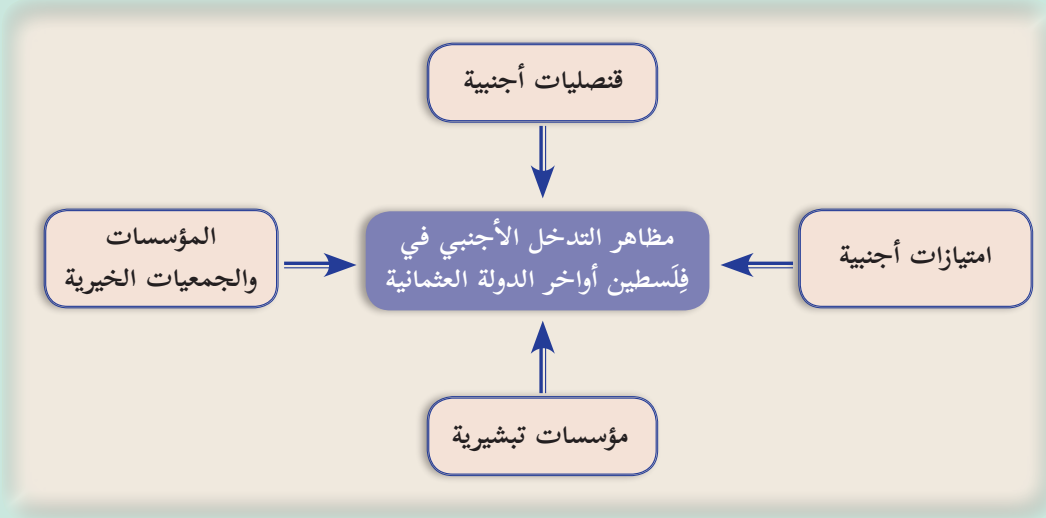 قنصليات أجنبية
امتيازات أجنبية
مظاهر التدخل الأجنبي في
فِلَسطين أواخر الدولة العثمانية
المؤسسات
والجمعيات الخيرية
مؤسسات تبشيرية